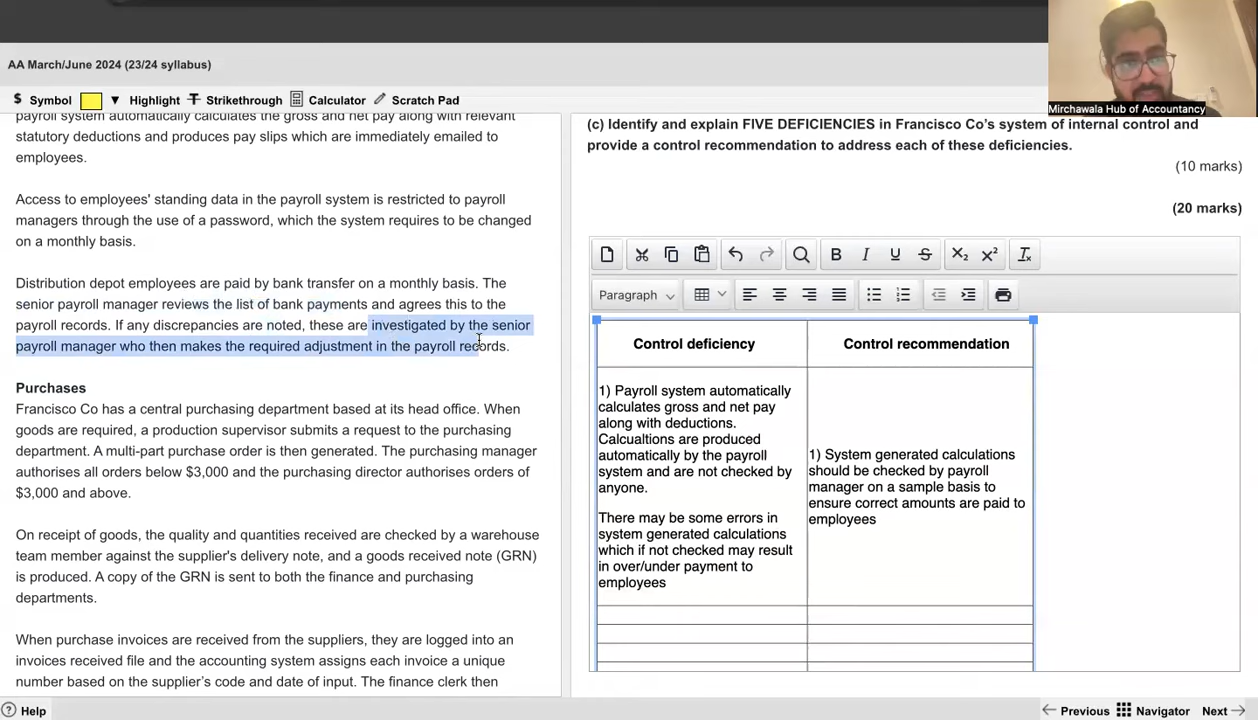 AA March/June 2024 (23/24 syllabus)
$ Symbol ▼ Highlight T Strikethrough Calculator Scratch Pad
Mirchawala Hub of Accountancy
payroll system automatically calculates the gross and net pay along with relevant
statutory deductions and produces pay slips which are immediately emailed to
employees.
Access to employees' standing data in the payroll system is restricted to payroll
managers through the use of a password, which the system requires to be changed
on a monthly basis.
Distribution depot employees are paid by bank transfer on a monthly basis. The
senior payroll manager reviews the list of bank payments and agrees this to the
payroll records. If any discrepancies are noted, these are investigated by the senior
payroll manager who then makes the required adjustment in the payroll records.
Purchases
Francisco Co has a central purchasing department based at its head office. When
goods are required, a production supervisor submits a request to the purchasing
department. A multi-part purchase order is then generated. The purchasing manager
authorises all orders below $3,000 and the purchasing director authorises orders of
$3,000 and above.
On receipt of goods, the quality and quantities received are checked by a warehouse
team member against the supplier's delivery note, and a goods received note (GRN)
is produced. A copy of the GRN is sent to both the finance and purchasing
departments.
When purchase invoices are received from the suppliers, they are logged into an
invoices received file and the accounting system assigns each invoice a unique
number based on the supplier's code and date of input. The finance clerk then
(c) Identify and explain FIVE DEFICIENCIES in Francisco Co's system of internal control and
provide a control recommendation to address each of these deficiencies.
(10 marks)
(20 marks)
B I U S X₂ X² Tx
Paragraph
Control deficiency
Control recommendation
1) Payroll system automatically
calculates gross and net pay
along with deductions.
Calcualtions are produced
automatically by the payroll
system and are not checked by
anyone.
There may be some errors in
system generated calculations
which if not checked may result
in over/under payment to
employees
1) System generated calculations
should be checked by payroll
manager on a sample basis to
ensure correct amounts are paid to
employees
? Help
Previous Navigator Next